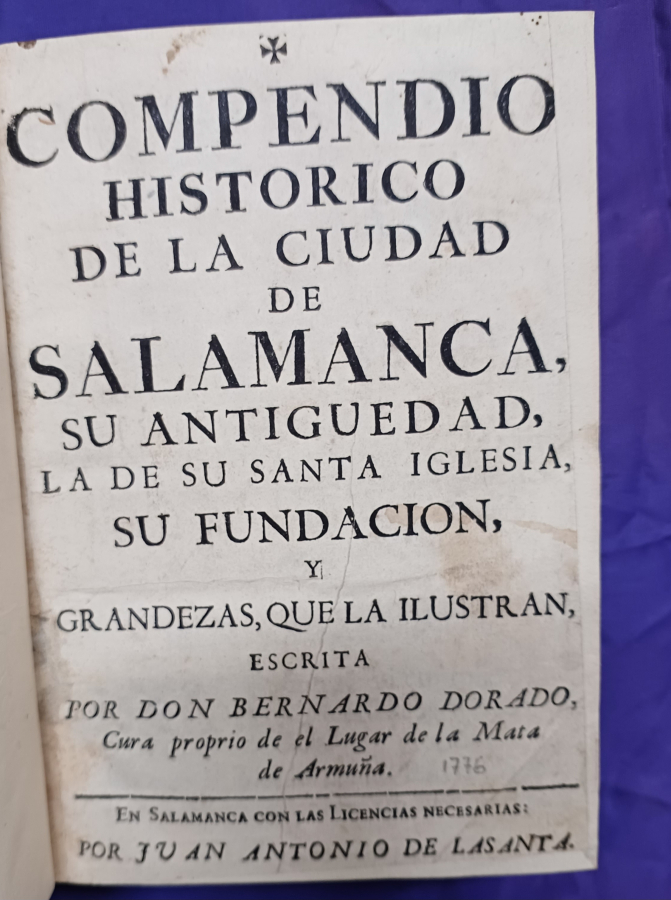 ✠
COMPENDIO
HISTORICO
DE LA CIUDAD
DE
SALAMANCA,
SU ANTIGUEDAD,
LA DE SU SANTA IGLESIA,
SU FUNDACION,
Y
GRANDEZAS, QUE LA ILUSTRAN,
ESCRITA
POR DON BERNARDO DORADO,
Cura proprio de el Lugar de la Mata
de Armuña. 1776
EN SALAMANCA CON LAS LICENCIAS NECESARIAS:
POR JUAN ANTONIO DE LASANTA.